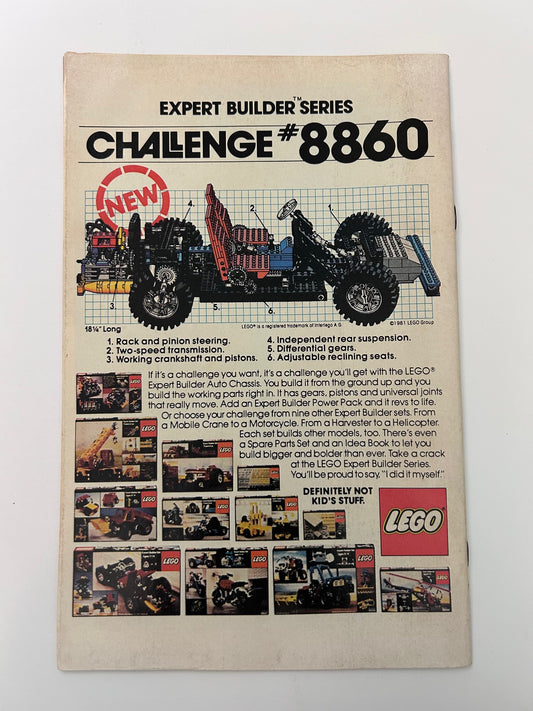 EXPERT BUILDER™ SERIES
CHALLENGE #8860
NEW
2.
1.
4.
3.
5.
6.
18¼" Long
LEGO® is a registered trademark of Interlego A.G.
©1981 LEGO Group
1. Rack and pinion steering.
2. Two-speed transmission.
3. Working crankshaft and pistons.
4. Independent rear suspension.
5. Differential gears.
6. Adjustable reclining seats.
If it's a challenge you want, it's a challenge you'll get with the LEGO®
Expert Builder Auto Chassis. You build it from the ground up and you
build the working parts right in. It has gears, pistons and universal joints
that really move. Add an Expert Builder Power Pack and it revs to life.
Or choose your challenge from nine other Expert Builder sets. From
a Mobile Crane to a Motorcycle. From a Harvester to a Helicopter.
Each set builds other models, too. There's even
a Spare Parts Set and an Idea Book to let you
build bigger and bolder than ever. Take a crack
at the LEGO Expert Builder Series.
You'll be proud to say, "I did it myself."
DEFINITELY NOT
KID'S STUFF.
LEGO